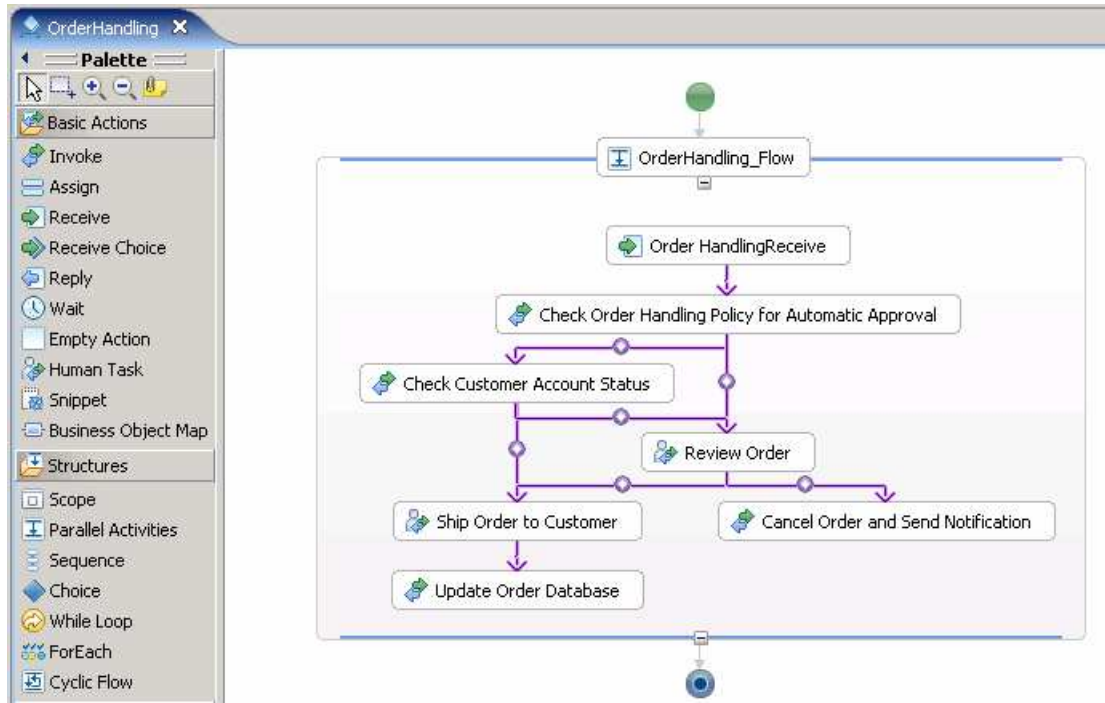 OrderHandling
Palette
Basic Actions
Invoke
Assign
Receive
Receive Choice
Reply
Wait
Empty Action
Human Task
Snippet
Business Object Map
Structures
Scope
Parallel Activities
Sequence
Choice
While Loop
ForEach
Cyclic Flow
OrderHandling_Flow
Order HandlingReceive
Check Order Handling Policy for Automatic Approval
Check Customer Account Status
Review Order
Ship Order to Customer
Cancel Order and Send Notification
Update Order Database